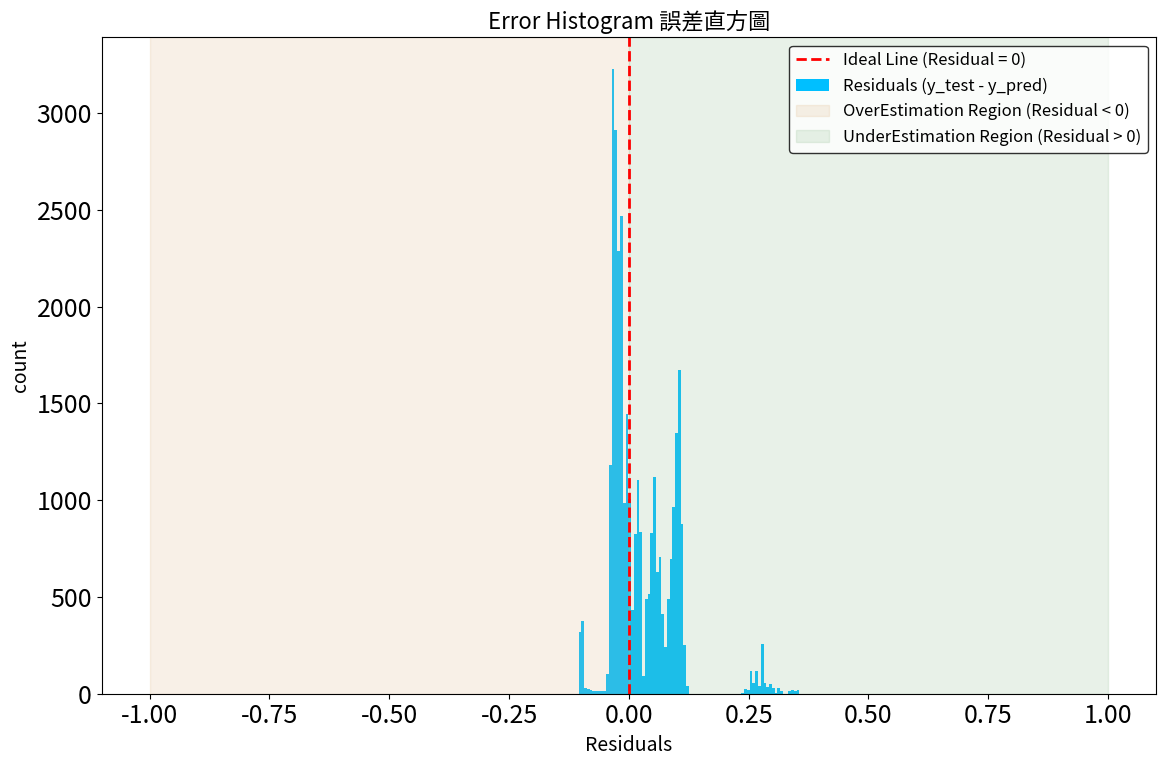 Error Histogram 誤差直方圖
Ideal Line (Residual = 0)
Residuals (y_test - y_pred)
OverEstimation Region (Residual < 0)
UnderEstimation Region (Residual > 0)
count
3000
2500
2000
1500
1000
500
0
-1.00 -0.75 -0.50 -0.25 0.00 0.25 0.50 0.75 1.00
Residuals